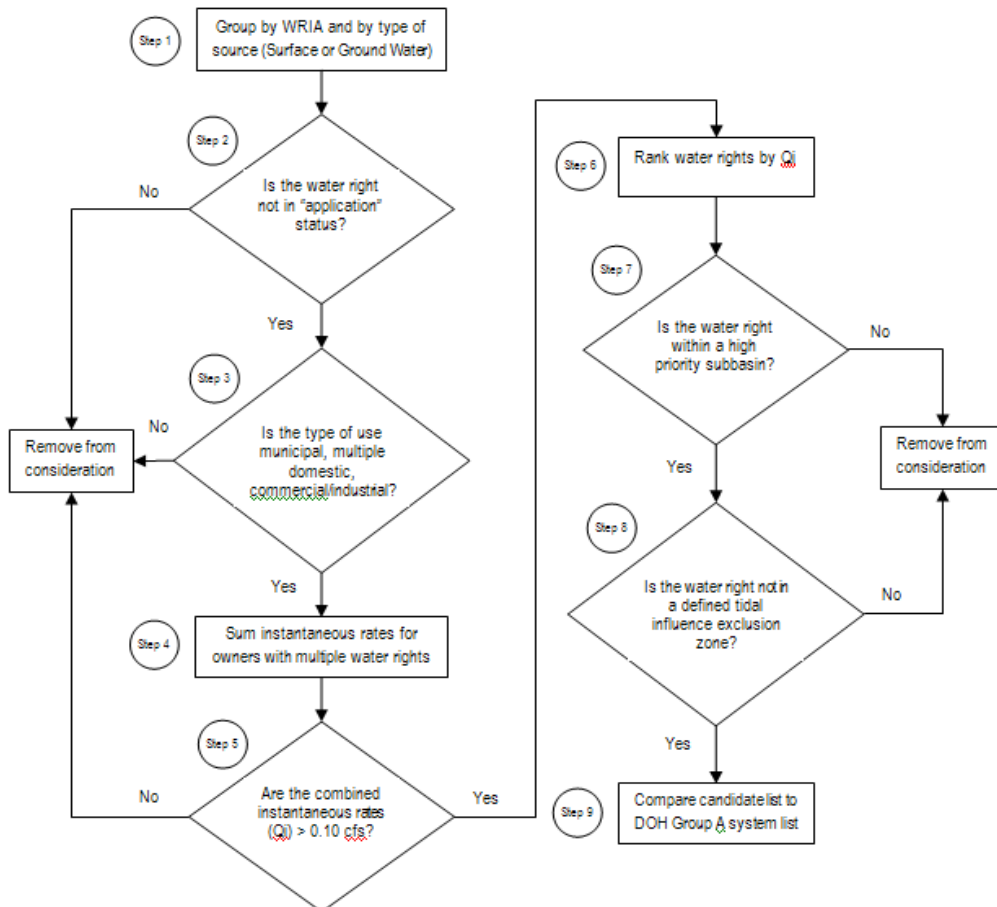 Step 1
Group by WRIA and by type of
source (Surface or Ground Water)
Step 2
Is the water right
not in "application"
status?
No
Yes
Step 3
Is the type of use
municipal, multiple
domestic,
commercial/industrial?
No
Remove from
consideration
Yes
Step 4
Sum instantaneous rates for
owners with multiple water rights
Step 5
Are the combined
instantaneous rates
(Qi) > 0.10 cfs?
No
Yes
Step 6
Rank water rights by Qi
Step 7
Is the water right
within a high
priority subbasin?
No
Remove from
consideration
Yes
Step 8
Is the water right not in
a defined tidal
influence exclusion
zone?
No
Yes
Step 9
Compare candidate list to
DOH Group A system list